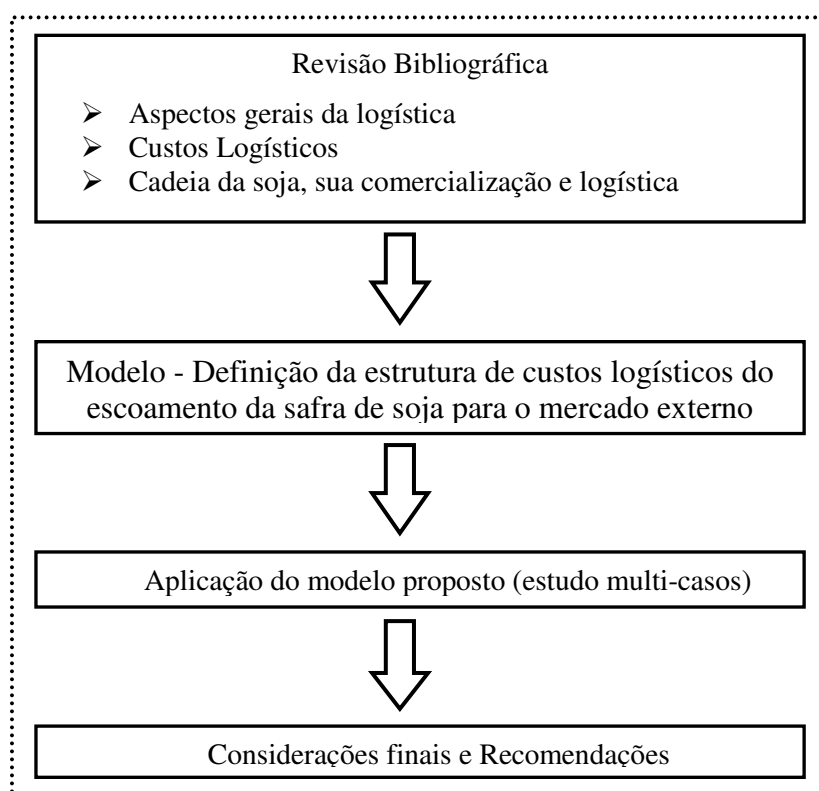 Revisão Bibliográfica
➢ Aspectos gerais da logística
➢ Custos Logísticos
➢ Cadeia da soja, sua comercialização e logística
Modelo - Definição da estrutura de custos logísticos do
escoamento da safra de soja para o mercado externo
Aplicação do modelo proposto (estudo multi-casos)
Considerações finais e Recomendações